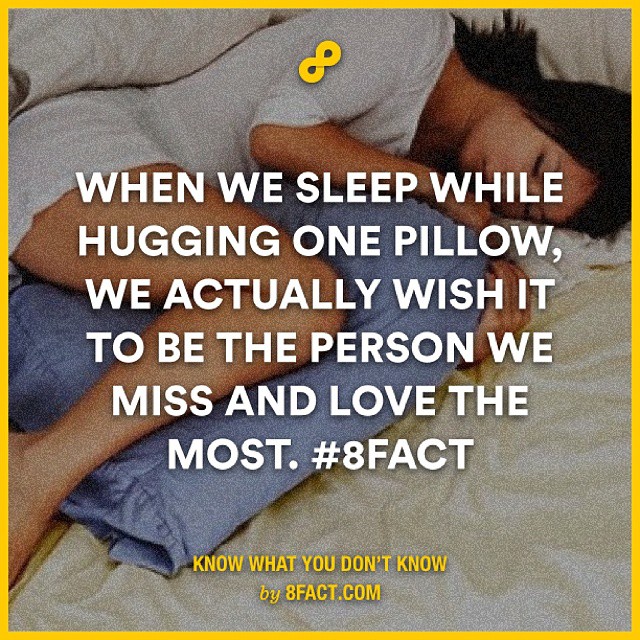 WHEN WE SLEEP WHILE
HUGGING ONE PILLOW,
WE ACTUALLY WISH IT
TO BE THE PERSON WE
MISS AND LOVE THE
MOST. #8FACT
KNOW WHAT YOU DON'T KNOW
by 8FACT.COM